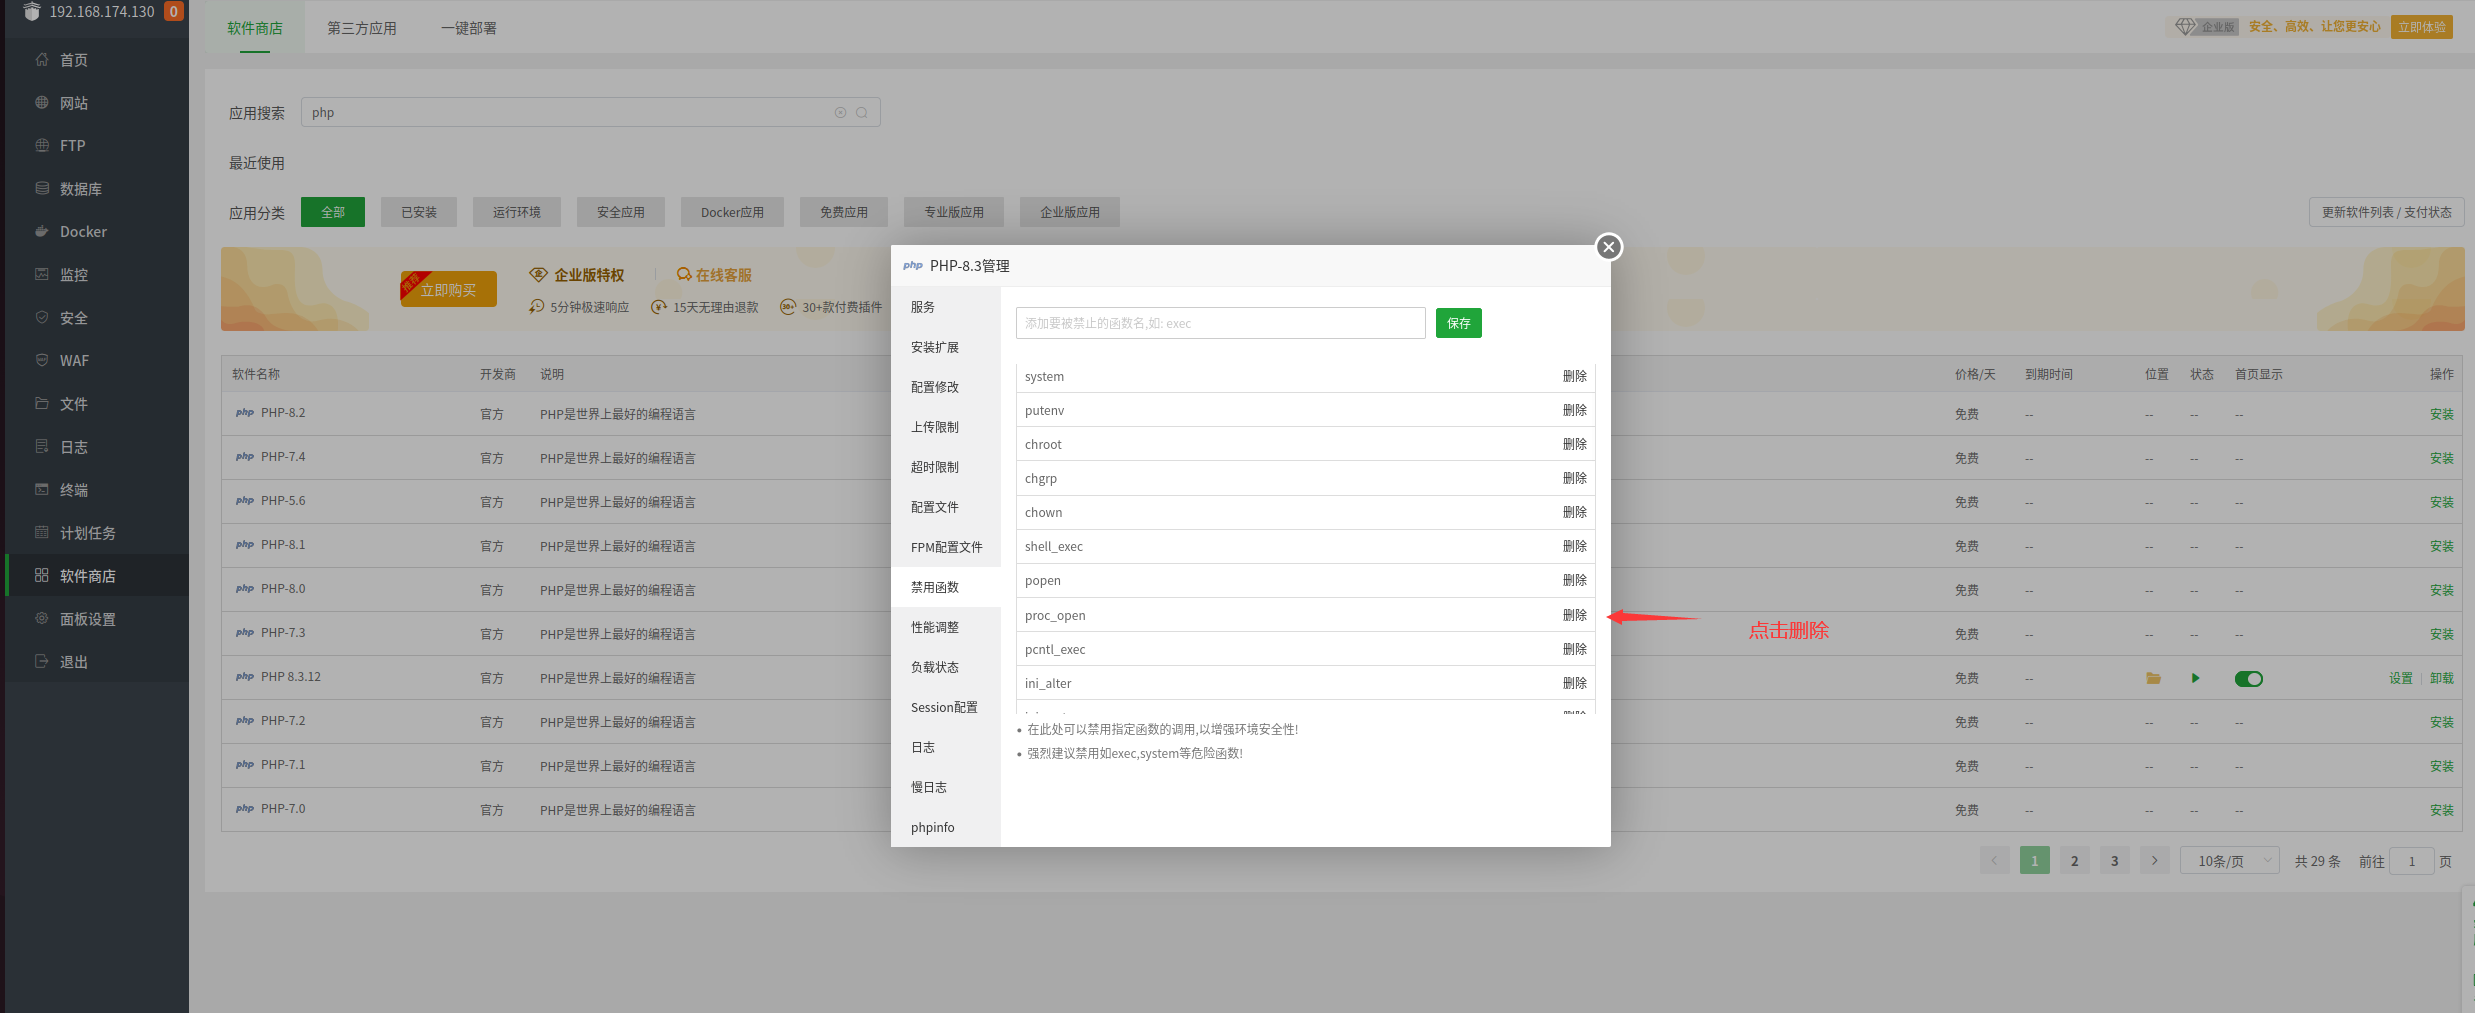 192.168.174.130 0
首页
网站
FTP
数据库
Docker
监控
安全
WAF
文件
日志
终端
计划任务
软件商店
面板设置
退出
软件商店 第三方应用 一键部署
企业版 安全、高效、让您更安心 立即体验
应用搜索 php
最近使用
应用分类 全部 已安装 运行环境 安全应用 Docker应用 免费应用 专业版应用 企业版应用 更新软件列表 / 支付状态
推荐 立即购买 企业版特权 在线客服
5分钟极速响应 15天无理由退款 30+ 30+款付费插件
软件名称 开发商 说明 价格/天 到期时间 位置 状态 首页显示 操作
php PHP-8.2 官方 PHP是世界上最好的编程语言 免费 -- -- -- -- 安装
php PHP-7.4 官方 PHP是世界上最好的编程语言 免费 -- -- -- -- 安装
php PHP-5.6 官方 PHP是世界上最好的编程语言 免费 -- -- -- -- 安装
php PHP-8.1 官方 PHP是世界上最好的编程语言 免费 -- -- -- -- 安装
php PHP-8.0 官方 PHP是世界上最好的编程语言 免费 -- -- -- -- 安装
php PHP-7.3 官方 PHP是世界上最好的编程语言 免费 -- -- -- -- 安装
php PHP 8.3.12 官方 PHP是世界上最好的编程语言 免费 -- 设置 | 卸载
php PHP-7.2 官方 PHP是世界上最好的编程语言 免费 -- -- -- -- 安装
php PHP-7.1 官方 PHP是世界上最好的编程语言 免费 -- -- -- -- 安装
php PHP-7.0 官方 PHP是世界上最好的编程语言 免费 -- -- -- -- 安装
1 2 3 10条/页 共 29 条 前往 1 页
php PHP-8.3管理
服务
安装扩展
配置修改
上传限制
超时限制
配置文件
FPM配置文件
禁用函数
性能调整
负载状态
Session配置
日志
慢日志
phpinfo
添加要被禁止的函数名,如: exec 保存
system 删除
putenv 删除
chroot 删除
chgrp 删除
chown 删除
shell_exec 删除
popen 删除
proc_open 删除
pcntl_exec 删除
ini_alter 删除
在此处可以禁用指定函数的调用,以增强环境安全性!
强烈建议禁用如exec,system等危险函数!
点击删除